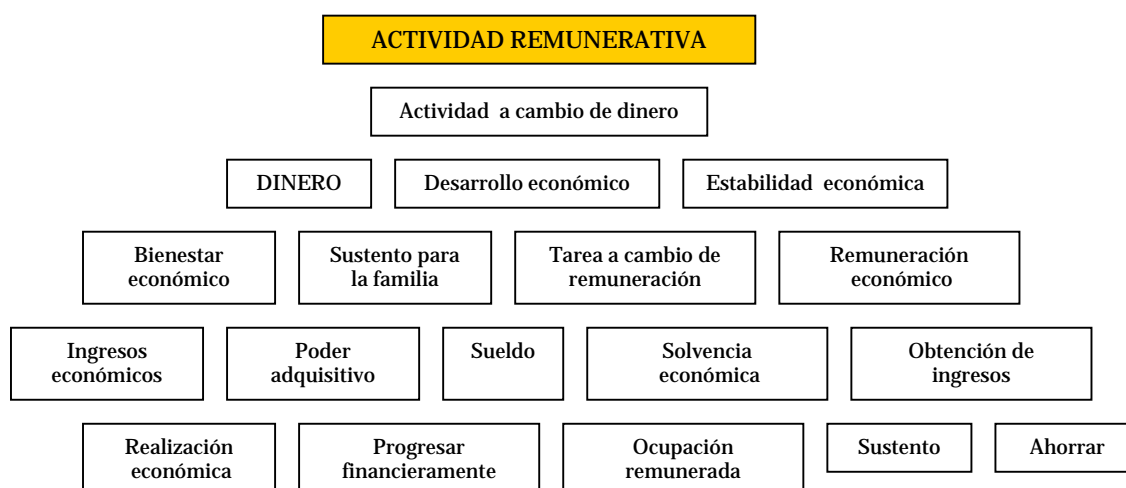 ACTIVIDAD REMUNERATIVA
Actividad a cambio de dinero
DINERO
Desarrollo económico
Estabilidad económica
Bienestar
económico
Sustento para
la familia
Tarea a cambio de
remuneración
Remuneración
económico
Ingresos
económicos
Poder
adquisitivo
Sueldo
Solvencia
económica
Obtención de
ingresos
Realización
económica
Progresar
financieramente
Ocupación
remunerada
Sustento
Ahorrar